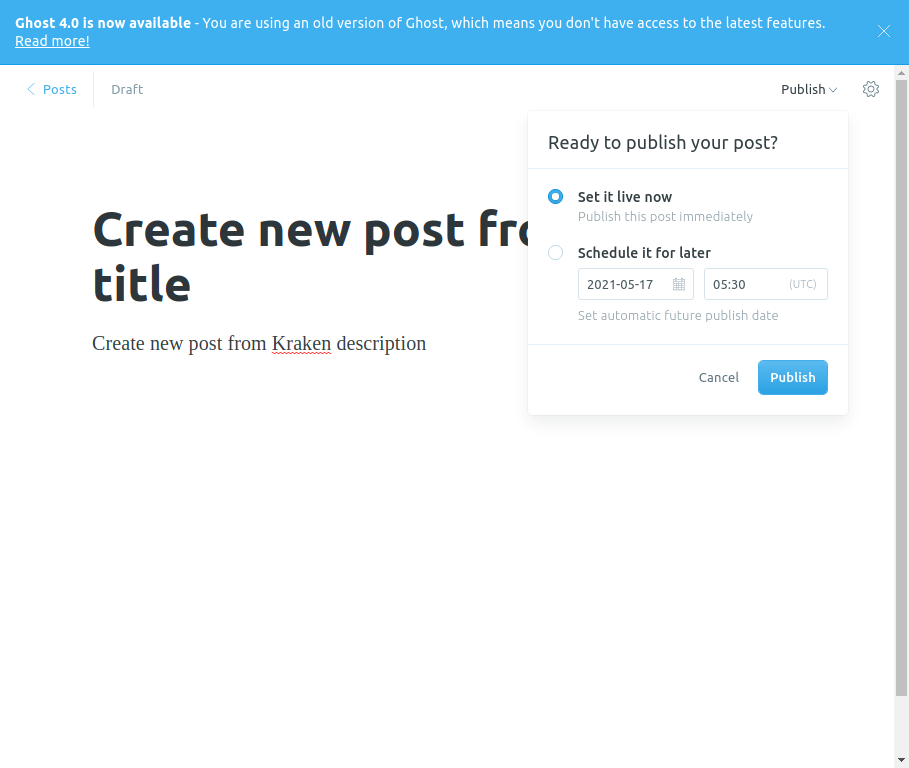 Ghost 4.0 is now available - You are using an old version of Ghost, which means you don't have access to the latest features.
Read more!
Posts
Draft
Publish
Ready to publish your post?
Set it live now
Publish this post immediately
Schedule it for later
2021-05-17
05:30
(UTC)
Set automatic future publish date
Cancel
Publish
Create new post
title
Create new post from Kraken description